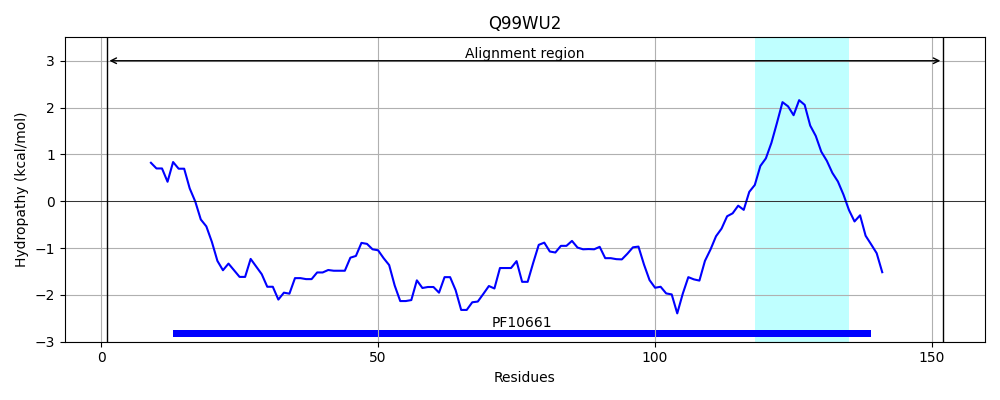 Q99WU2
Hydropathy (kcal/mol)
3
2
1
0
−1
−2
−3
Alignment region
PF10661
0
50
100
150
Residues